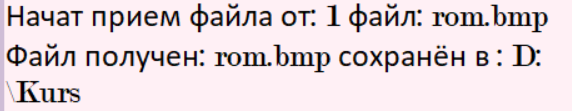 Начат прием файла от: 1 файл: rom.bmp
Файл получен: rom.bmp сохранён в : D:
\Kurs